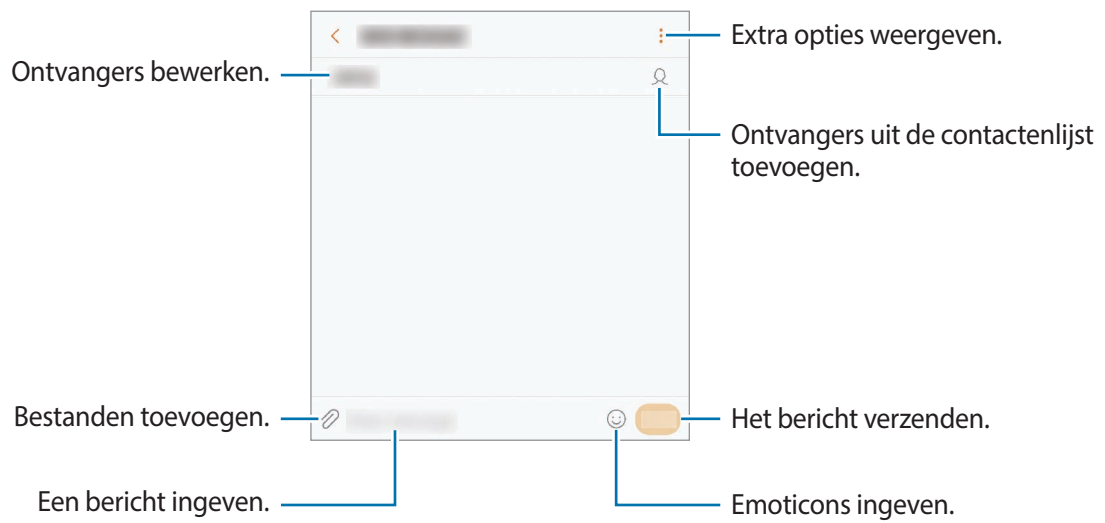 Extra opties weergeven.
Ontvangers bewerken.
Ontvangers uit de contactenlijst
toevoegen.
Bestanden toevoegen.
Het bericht verzenden.
Een bericht ingeven.
Emoticons ingeven.